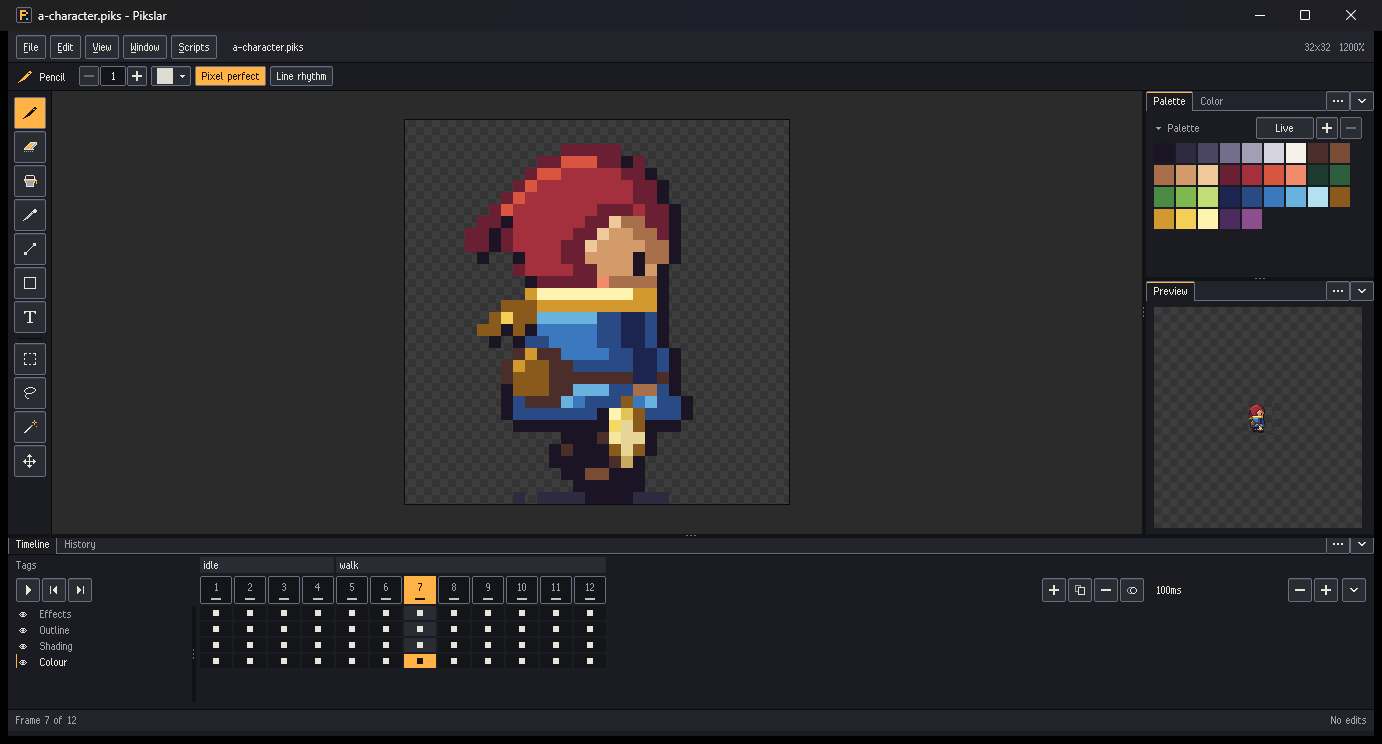 a-character.piks - Pikslar
File Edit View Window Scripts a-character.piks 32x32 1200%
Pencil 1 Pixel perfect Line rhythm
Palette Color
Palette Live
T
Preview
Timeline History
Tags idle walk
1 2 3 4 5 6 7 8 9 10 11 12 100ms
Effects
Outline
Shading
Colour
Frame 7 of 12 No edits